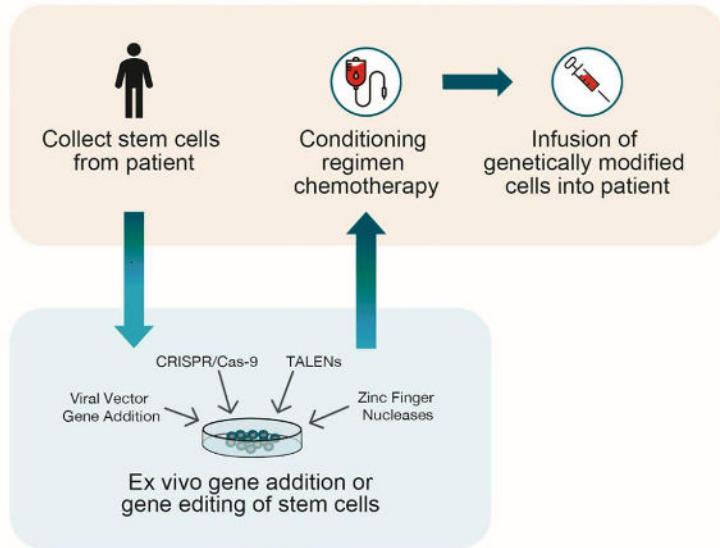 Collect stem cells
from patient
Conditioning
regimen
chemotherapy
Infusion of
genetically modified
cells into patient
CRISPR/Cas-9
TALENs
Viral Vector
Gene Addition
Zinc Finger
Nucleases
Ex vivo gene addition or
gene editing of stem cells